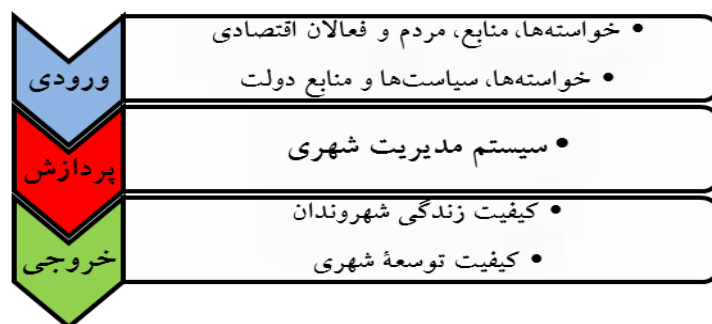 ورودی
• خواسته‌ها، منابع، مردم و فعالان اقتصادی
• خواسته‌ها، سیاست‌ها و منابع دولت
پردازش
• سیستم مدیریت شهری
خروجی
• کیفیت زندگی شهروندان
• کیفیت توسعۀ شهری